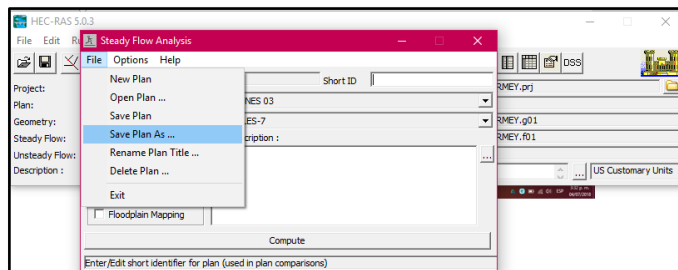 HEC-RAS 5.0.3
File Edit
Steady Flow Analysis
File Options Help
DSS
New Plan
Short ID
Project:
RMEY.prj
Open Plan ...
NES 03
Plan:
Save Plan
Geometry:
ES-7
RMEY.g01
Save Plan As ...
Steady Flow:
cription :
RMEY.f01
Rename Plan Title ...
Unsteady Flow:
Delete Plan ...
Description :
... US Customary Units
Exit
Floodplain Mapping
Compute
Enter/Edit short identifier for plan (used in plan comparisons)